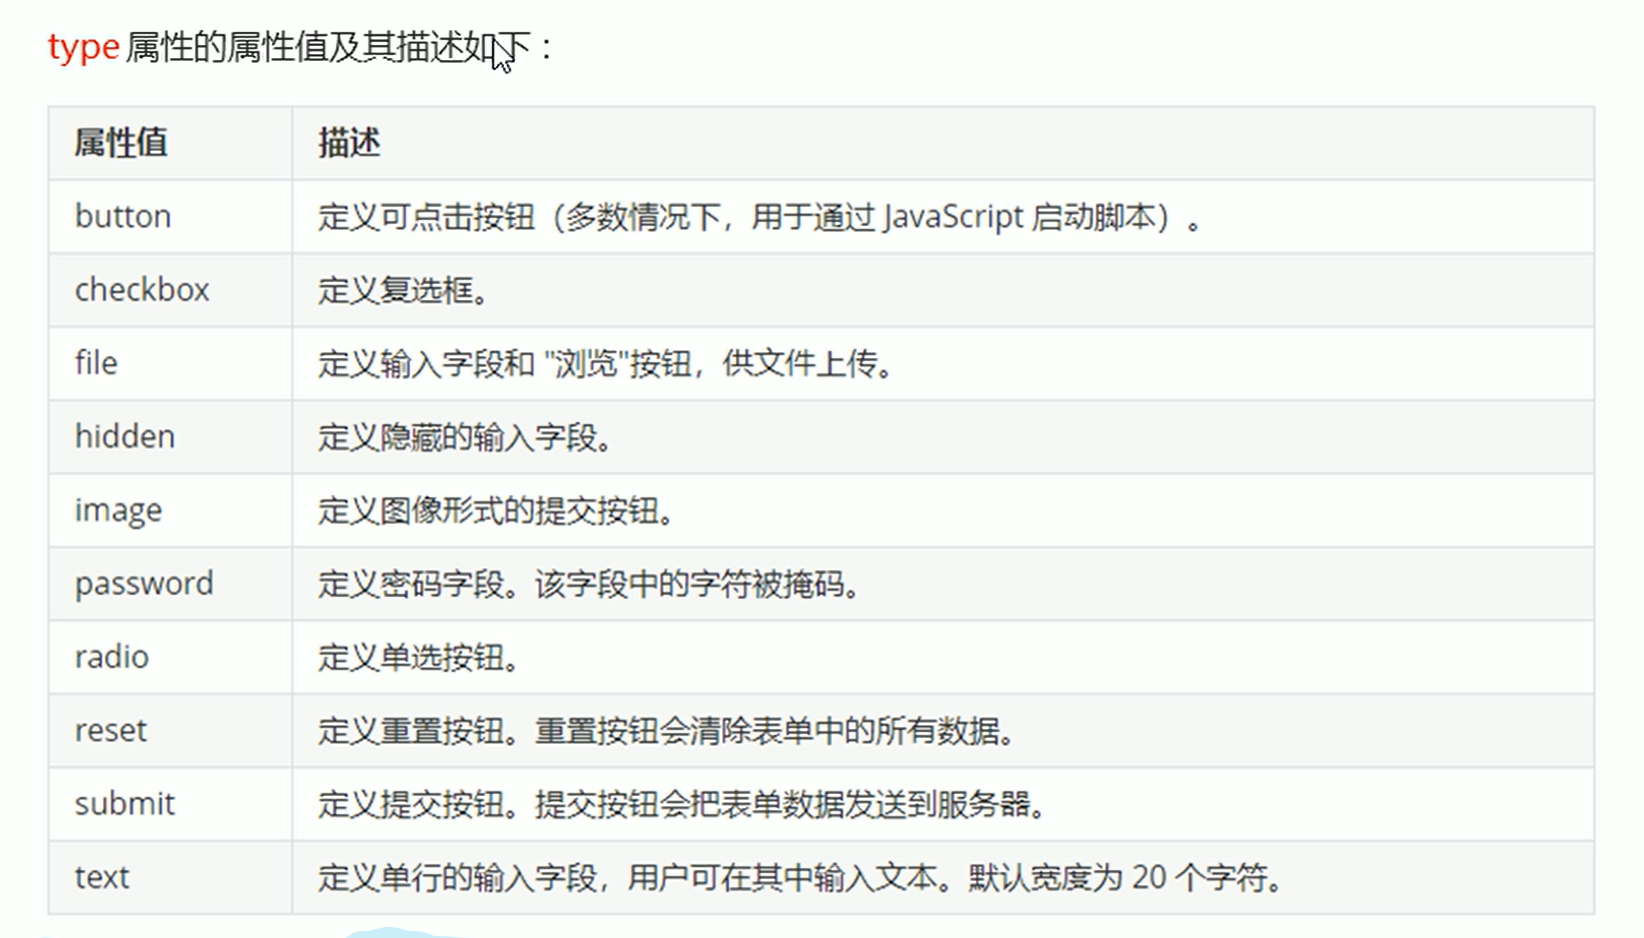 type 属性的属性值及其描述如下：
属性值 描述
button 定义可点击按钮（多数情况下，用于通过 JavaScript 启动脚本）。
checkbox 定义复选框。
file 定义输入字段和 "浏览"按钮，供文件上传。
hidden 定义隐藏的输入字段。
image 定义图像形式的提交按钮。
password 定义密码字段。该字段中的字符被掩码。
radio 定义单选按钮。
reset 定义重置按钮。重置按钮会清除表单中的所有数据。
submit 定义提交按钮。提交按钮会把表单数据发送到服务器。
text 定义单行的输入字段，用户可在其中输入文本。默认宽度为 20 个字符。